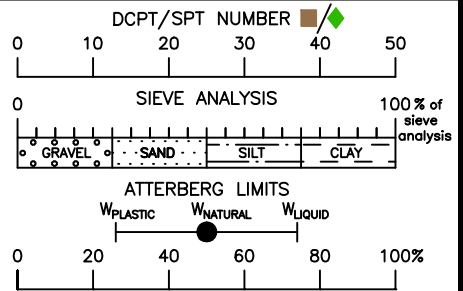 DCPT/SPT NUMBER /
0 10 20 30 40 50
SIEVE ANALYSIS
0 100% of
sieve
analysis
GRAVEL SAND SILT CLAY
ATTERBERG LIMITS
WPLASTIC WNATURAL WLIQUID
0 20 40 60 80 100%